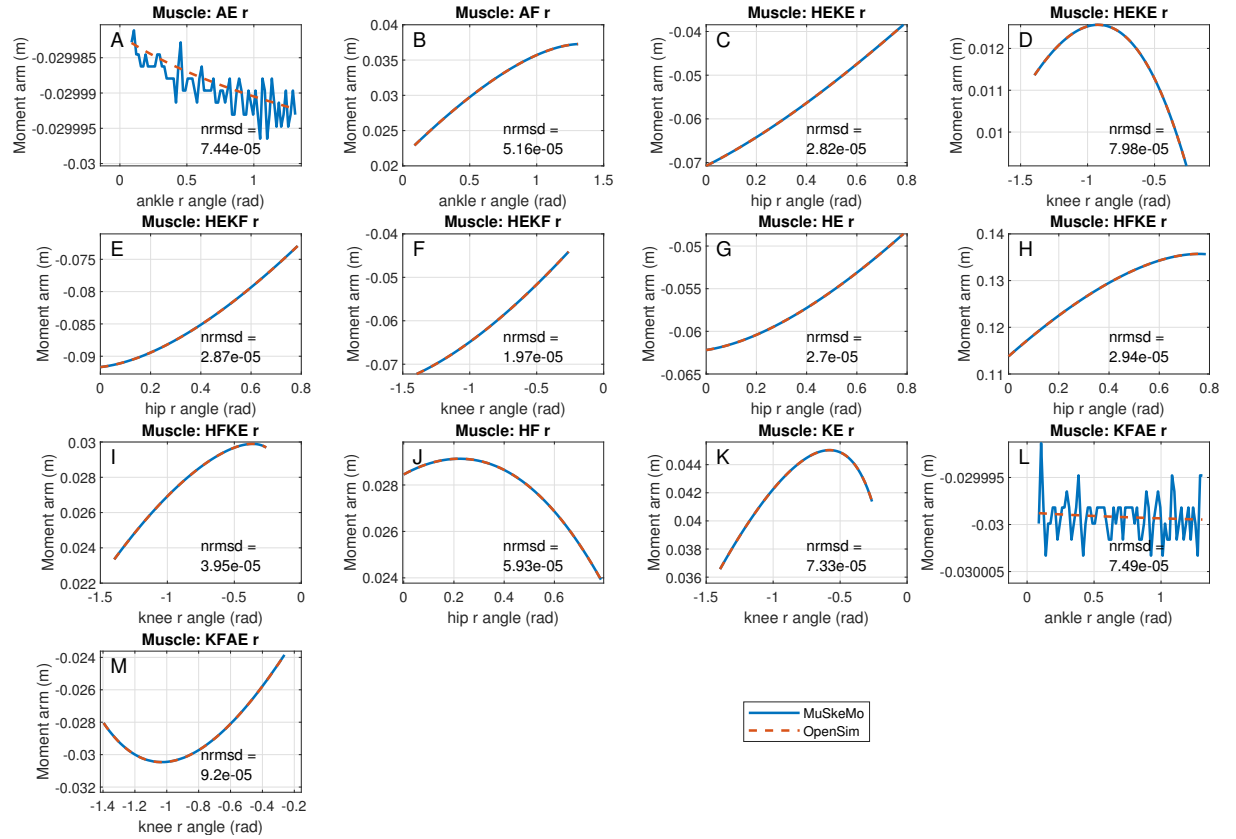 Muscle: AE r
A
-0.029985
-0.02999
-0.029995
-0.03
Moment arm (m)
nrmsd =
7.44e-05
0
0.5
1
ankle r angle (rad)
Muscle: AF r
B
0.04
0.035
0.03
0.025
0.02
Moment arm (m)
nrmsd =
5.16e-05
0
0.5
1
1.5
ankle r angle (rad)
Muscle: HEKE r
C
-0.04
-0.05
-0.06
-0.07
Moment arm (m)
nrmsd =
2.82e-05
0
0.2
0.4
0.6
0.8
hip r angle (rad)
Muscle: HEKE r
D
0.012
0.011
0.01
Moment arm (m)
nrmsd =
7.98e-05
-1.5
-1
-0.5
knee r angle (rad)
Muscle: HEKF r
E
-0.075
-0.08
-0.085
-0.09
Moment arm (m)
nrmsd =
2.87e-05
0
0.2
0.4
0.6
0.8
hip r angle (rad)
Muscle: HEKF r
F
-0.04
-0.05
-0.06
-0.07
Moment arm (m)
nrmsd =
1.97e-05
-1.5
-1
-0.5
0
knee r angle (rad)
Muscle: HE r
G
-0.05
-0.055
-0.06
-0.065
Moment arm (m)
nrmsd =
2.7e-05
0
0.2
0.4
0.6
0.8
hip r angle (rad)
Muscle: HFKE r
H
0.14
0.13
0.12
0.11
Moment arm (m)
nrmsd =
2.94e-05
0
0.2
0.4
0.6
0.8
hip r angle (rad)
Muscle: HFKE r
I
0.03
0.028
0.026
0.024
0.022
Moment arm (m)
nrmsd =
3.95e-05
-1.5
-1
-0.5
0
knee r angle (rad)
Muscle: HF r
J
0.028
0.026
0.024
Moment arm (m)
nrmsd =
5.93e-05
0
0.2
0.4
0.6
hip r angle (rad)
Muscle: KE r
K
0.044
0.042
0.04
0.038
0.036
Moment arm (m)
nrmsd =
7.33e-05
-1.5
-1
-0.5
0
knee r angle (rad)
Muscle: KFAE r
L
-0.029995
-0.03
-0.030005
Moment arm (m)
nrmsd =
7.49e-05
0
0.5
1
ankle r angle (rad)
Muscle: KFAE r
M
-0.024
-0.026
-0.028
-0.03
-0.032
Moment arm (m)
nrmsd =
9.2e-05
-1.4
-1.2
-1
-0.8
-0.6
-0.4
-0.2
knee r angle (rad)
MuSkeMo
OpenSim